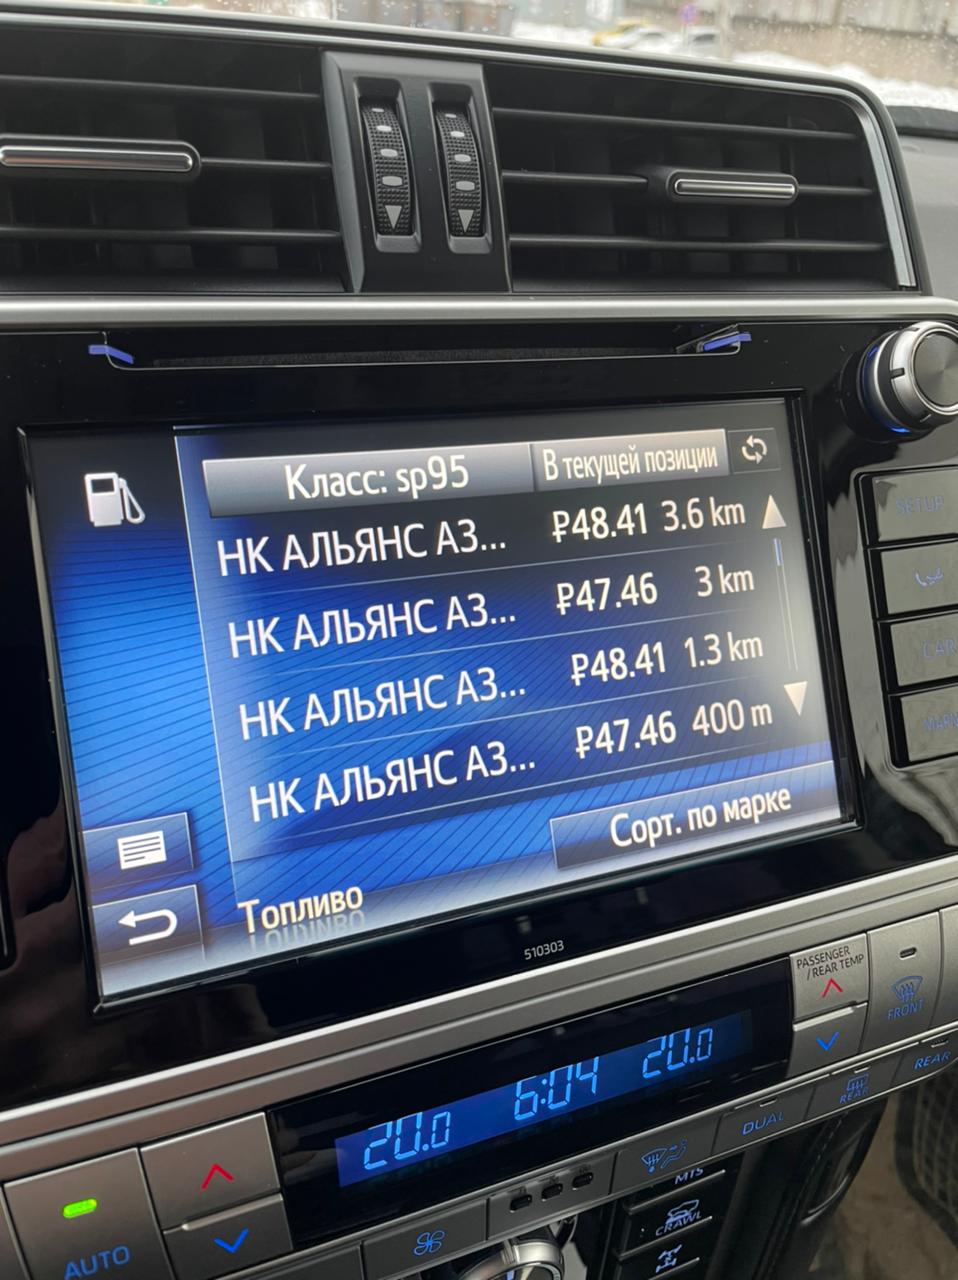 Класс: sp95
В текущей позиции
НК АЛЬЯНС АЗ... ₽48.41 3.6 km
НК АЛЬЯНС АЗ... ₽47.46 3 km
НК АЛЬЯНС АЗ... ₽48.41 1.3 km
НК АЛЬЯНС АЗ... ₽47.46 400 m
Сорт. по марке
Топливо
510303
SETUP
CAR
PASSENGER
/REAR TEMP
FRONT
20.0 6:04 20.0
REAR
REAR
DUAL
MTS
CRAWL
AUTO